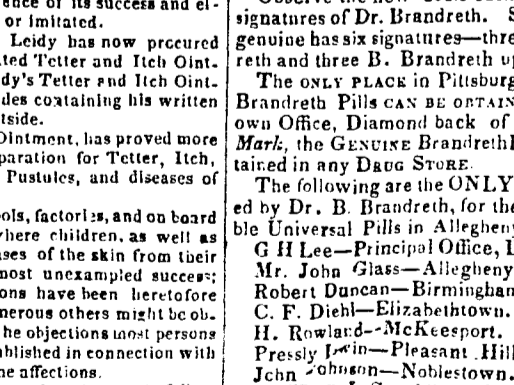 ence of its success and ef-
or imitated.
Leidy has now precured
ted Tetter and Itch Oint-
dy's Tetter and Itch Oint-
des containing his written
tside.
Ointment, has proved more
paration for Tetter, Itch,
Pustules, and diseases of
ols, factories, and on board
where children, as well as
ases of the skin from their
most unexampled success;
ons have been heretofore
nerous others might be ob-
he objections most persons
ablished in connection with
ne affections.
signatures of Dr. Brandreth. S
genuine has six signatures—thre
reth and three B. Brandreth up
The ONLY PLACE in Pittsburg
Brandreth Pills CAN BE OBTAIN
own Office, Diamond back of
Mark, the GENUINE Brandreth
tained in any DRUG STORE.
The following are the ONLY
ed by Dr. B. Brandreth, for the
ble Universal Pills in Allegheny
G H Lee—Principal Office,
Mr. John Glass—Allegheny
Robert Duncan—Birmingham
C. F. Diehl—Elizabethtown.
H. Rowland--McKeesport.
Pressly Irwin—Pleasant Hill
John Johnson—Noblestown.